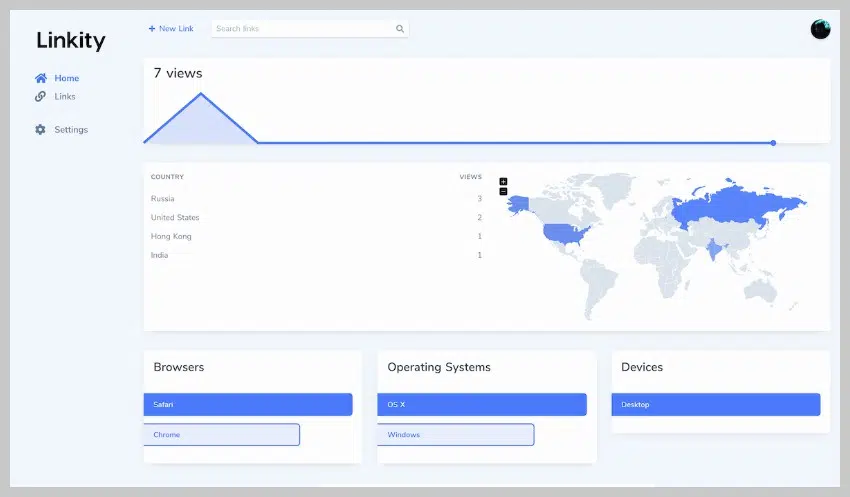 Linkity
+ New Link
Search links
Home
Links
Settings
7 views
COUNTRY VIEWS
Russia 3
United States 2
Hong Kong 1
India 1
+
−
Browsers
Safari
Chrome
Operating Systems
OS X
Windows
Devices
Desktop